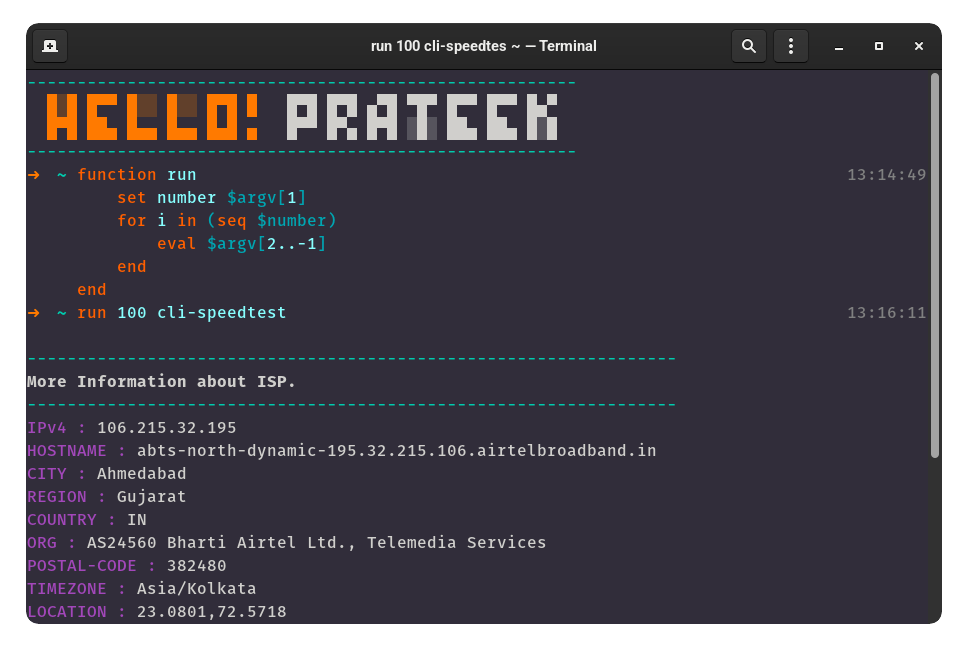 run 100 cli-speedtes ~ — Terminal
-------------------------------------------------------
HELLO! PRATEEK
-------------------------------------------------------
→ ~ function run 13:14:49
set number $argv[1]
for i in (seq $number)
eval $argv[2..-1]
end
end
→ ~ run 100 cli-speedtest 13:16:11
-----------------------------------------------------------------
More Information about ISP.
-----------------------------------------------------------------
IPv4 : 106.215.32.195
HOSTNAME : abts-north-dynamic-195.32.215.106.airtelbroadband.in
CITY : Ahmedabad
REGION : Gujarat
COUNTRY : IN
ORG : AS24560 Bharti Airtel Ltd., Telemedia Services
POSTAL-CODE : 382480
TIMEZONE : Asia/Kolkata
LOCATION : 23.0801,72.5718